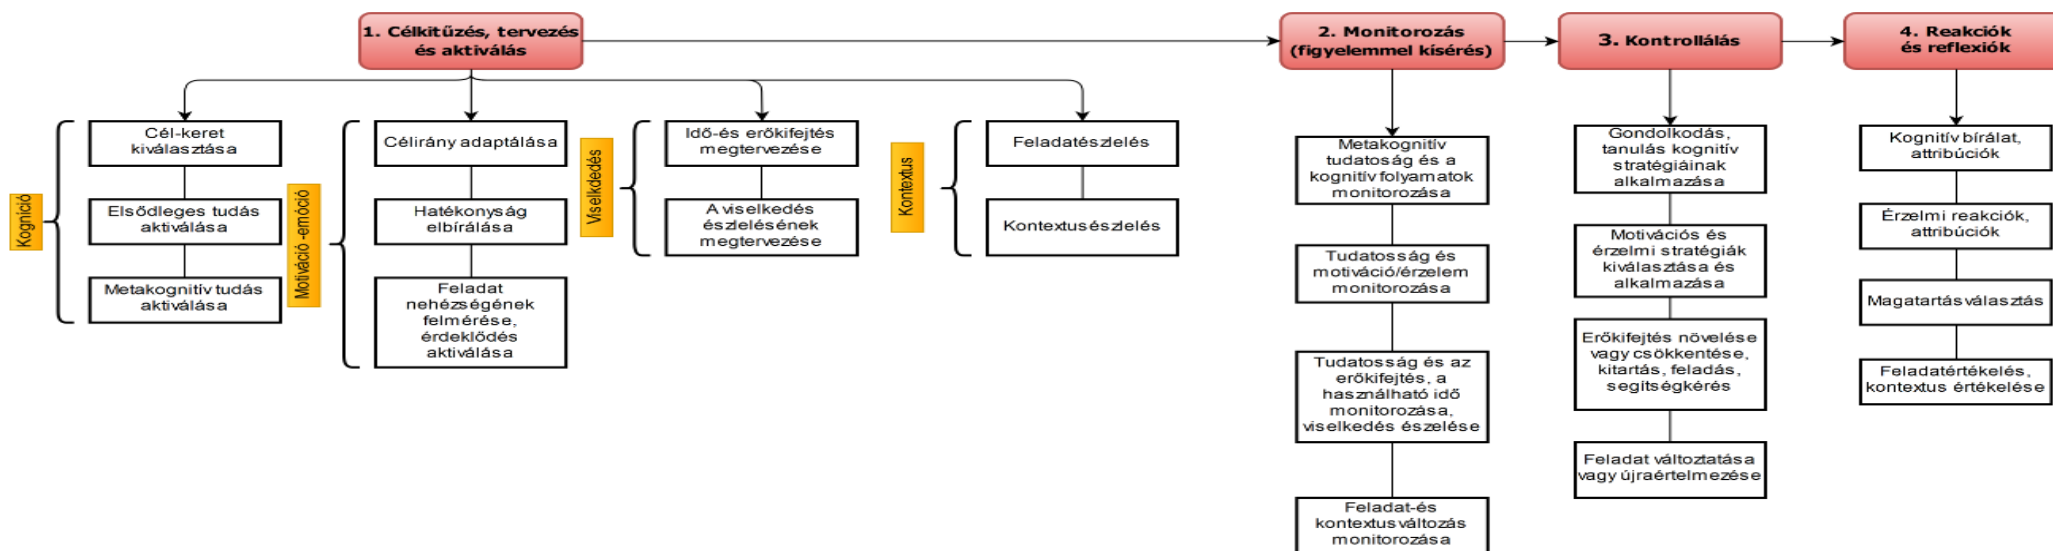 1. Célkitűzés, tervezés
és aktiválás
2. Monitorozás
(figyelemmel kísérés)
3. Kontrollálás
4. Reakciók
és reflexiók
Kogníció
Cél-keret
kiválasztása
Elsődleges tudás
aktiválása
Metakognitív tudás
aktiválása
Motiváció -emóció
Célirány adaptálása
Hatékonyság
elbírálása
Feladat
nehézségének
felmérése,
érdeklődés
aktiválása
Viselkdedés
Idő-és erőkifejtés
megtervezése
A viselkedés
észlelésének
megtervezése
Kontextus
Feladatészlelés
Kontextusészlelés
Metakognitív
tudatoság és a
kognitív folyamatok
monitorozása
Tudatosság és
motiváció/érzelem
monitorozása
Tudatosság és az
erőkifejtés, a
használható idő
monitorozása,
viselkedés észelése
Feladat-és
kontextusváltozás
monitorozása
Gondolkodás,
tanulás kognitív
stratégiáinak
alkalmazása
Motivációs és
érzelmi stratégiák
kiválasztása és
alkalmazása
Erőkifejtés növelése
vagy csökkentése,
kitartás, feladás,
segítségkérés
Feladat változtatása
vagy újraértelmezése
Kognitív bírálat,
attribúciók
Érzelmi reakciók,
attribúciók
Magatartásválasztás
Feladatértékelés,
kontextus értékelése